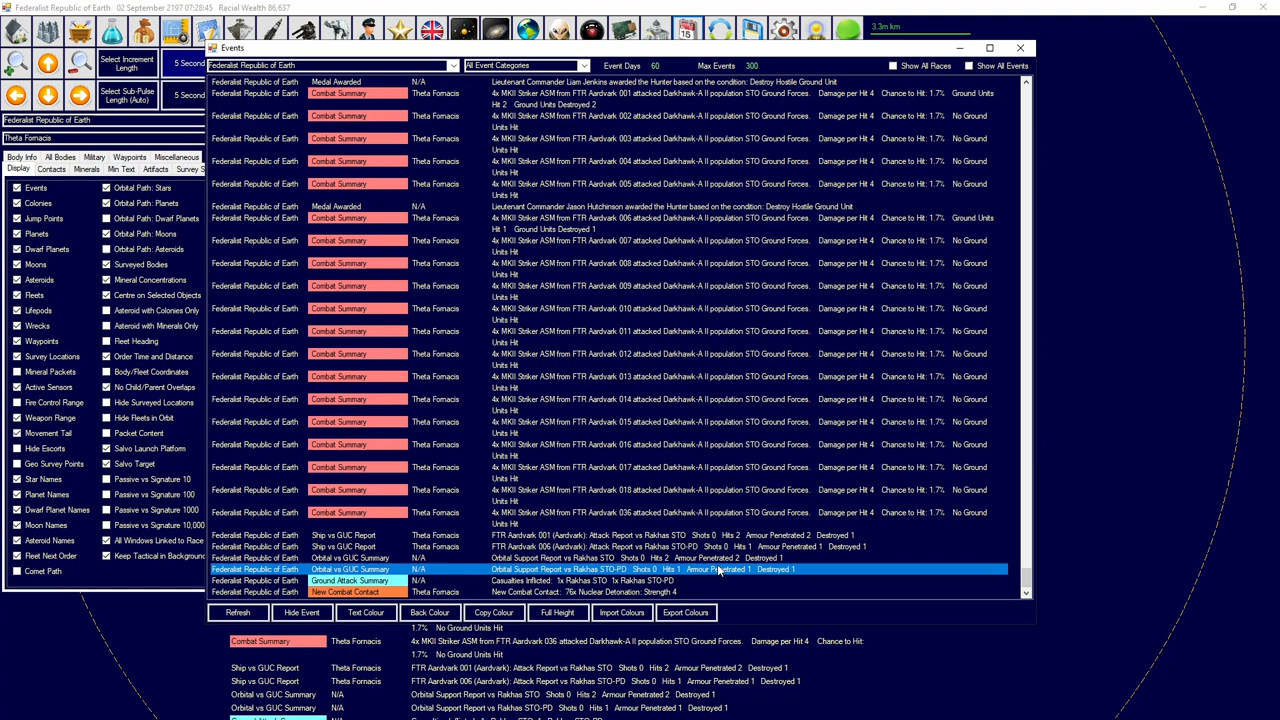 Federalist Republic of Earth   02 September 2197 07:28:45   Racial Wealth 86,637
3.3m km
Select Increment Length
5 Second
Select Sub-Pulse Length (Auto)
5 Second
Federalist Republic of Earth
Theta Fornacis
Body Info All Bodies Military Waypoints Miscellaneous
Display Contacts Minerals Min Text Artifacts Survey S
Events Orbital Path: Stars
Colonies Orbital Path: Planets
Jump Points Orbital Path: Dwarf Planets
Planets Orbital Path: Moons
Dwarf Planets Orbital Path: Asteroids
Moons Surveyed Bodies
Asteroids Mineral Concentrations
Fleets Centre on Selected Objects
Lifepods Asteroid with Colonies Only
Wrecks Asteroid with Minerals Only
Waypoints Fleet Heading
Survey Locations Order Time and Distance
Mineral Packets Body/Fleet Coordinates
Active Sensors No Child/Parent Overlaps
Fire Control Range Hide Surveyed Locations
Weapon Range Hide Fleets in Orbit
Movement Tail Packet Content
Hide Escorts Salvo Launch Platform
Geo Survey Points Salvo Target
Star Names Passive vs Signature 10
Planet Names Passive vs Signature 100
Dwarf Planet Names Passive vs Signature 1000
Moon Names Passive vs Signature 10,000
Asteroid Names All Windows Linked to Race
Fleet Next Order Keep Tactical in Background
Comet Path
Events
Federalist Republic of Earth All Event Categories Event Days 60 Max Events 300 Show All Races Show All Events
Federalist Republic of Earth Medal Awarded N/A Lieutenant Commander Liam Jenkins awarded the Hunter based on the condition: Destroy Hostile Ground Unit
Federalist Republic of Earth Combat Summary Theta Fornacis 4x MKII Striker ASM from FTR Aardvark 001 attacked Darkhawk-A II population STO Ground Forces. Damage per Hit 4 Chance to Hit: 1.7% Ground Units
Hit 2 Ground Units Destroyed 2
Federalist Republic of Earth Combat Summary Theta Fornacis 4x MKII Striker ASM from FTR Aardvark 002 attacked Darkhawk-A II population STO Ground Forces. Damage per Hit 4 Chance to Hit: 1.7% No Ground
Units Hit
Federalist Republic of Earth Combat Summary Theta Fornacis 4x MKII Striker ASM from FTR Aardvark 003 attacked Darkhawk-A II population STO Ground Forces. Damage per Hit 4 Chance to Hit: 1.7% No Ground
Units Hit
Federalist Republic of Earth Combat Summary Theta Fornacis 4x MKII Striker ASM from FTR Aardvark 004 attacked Darkhawk-A II population STO Ground Forces. Damage per Hit 4 Chance to Hit: 1.7% No Ground
Units Hit
Federalist Republic of Earth Combat Summary Theta Fornacis 4x MKII Striker ASM from FTR Aardvark 005 attacked Darkhawk-A II population STO Ground Forces. Damage per Hit 4 Chance to Hit: 1.7% No Ground
Units Hit
Federalist Republic of Earth Medal Awarded N/A Lieutenant Commander Jason Hutchinson awarded the Hunter based on the condition: Destroy Hostile Ground Unit
Federalist Republic of Earth Combat Summary Theta Fornacis 4x MKII Striker ASM from FTR Aardvark 006 attacked Darkhawk-A II population STO Ground Forces. Damage per Hit 4 Chance to Hit: 1.7% Ground Units
Hit 1 Ground Units Destroyed 1
Federalist Republic of Earth Combat Summary Theta Fornacis 4x MKII Striker ASM from FTR Aardvark 007 attacked Darkhawk-A II population STO Ground Forces. Damage per Hit 4 Chance to Hit: 1.7% No Ground
Units Hit
Federalist Republic of Earth Combat Summary Theta Fornacis 4x MKII Striker ASM from FTR Aardvark 008 attacked Darkhawk-A II population STO Ground Forces. Damage per Hit 4 Chance to Hit: 1.7% No Ground
Units Hit
Federalist Republic of Earth Combat Summary Theta Fornacis 4x MKII Striker ASM from FTR Aardvark 009 attacked Darkhawk-A II population STO Ground Forces. Damage per Hit 4 Chance to Hit: 1.7% No Ground
Units Hit
Federalist Republic of Earth Combat Summary Theta Fornacis 4x MKII Striker ASM from FTR Aardvark 010 attacked Darkhawk-A II population STO Ground Forces. Damage per Hit 4 Chance to Hit: 1.7% No Ground
Units Hit
Federalist Republic of Earth Combat Summary Theta Fornacis 4x MKII Striker ASM from FTR Aardvark 011 attacked Darkhawk-A II population STO Ground Forces. Damage per Hit 4 Chance to Hit: 1.7% No Ground
Units Hit
Federalist Republic of Earth Combat Summary Theta Fornacis 4x MKII Striker ASM from FTR Aardvark 012 attacked Darkhawk-A II population STO Ground Forces. Damage per Hit 4 Chance to Hit: 1.7% No Ground
Units Hit
Federalist Republic of Earth Combat Summary Theta Fornacis 4x MKII Striker ASM from FTR Aardvark 013 attacked Darkhawk-A II population STO Ground Forces. Damage per Hit 4 Chance to Hit: 1.7% No Ground
Units Hit
Federalist Republic of Earth Combat Summary Theta Fornacis 4x MKII Striker ASM from FTR Aardvark 014 attacked Darkhawk-A II population STO Ground Forces. Damage per Hit 4 Chance to Hit: 1.7% No Ground
Units Hit
Federalist Republic of Earth Combat Summary Theta Fornacis 4x MKII Striker ASM from FTR Aardvark 015 attacked Darkhawk-A II population STO Ground Forces. Damage per Hit 4 Chance to Hit: 1.7% No Ground
Units Hit
Federalist Republic of Earth Combat Summary Theta Fornacis 4x MKII Striker ASM from FTR Aardvark 016 attacked Darkhawk-A II population STO Ground Forces. Damage per Hit 4 Chance to Hit: 1.7% No Ground
Units Hit
Federalist Republic of Earth Combat Summary Theta Fornacis 4x MKII Striker ASM from FTR Aardvark 017 attacked Darkhawk-A II population STO Ground Forces. Damage per Hit 4 Chance to Hit: 1.7% No Ground
Units Hit
Federalist Republic of Earth Combat Summary Theta Fornacis 4x MKII Striker ASM from FTR Aardvark 018 attacked Darkhawk-A II population STO Ground Forces. Damage per Hit 4 Chance to Hit: 1.7% No Ground
Units Hit
Federalist Republic of Earth Combat Summary Theta Fornacis 4x MKII Striker ASM from FTR Aardvark 036 attacked Darkhawk-A II population STO Ground Forces. Damage per Hit 4 Chance to Hit: 1.7% No Ground
Units Hit
Federalist Republic of Earth Ship vs GUC Report Theta Fornacis FTR Aardvark 001 (Aardvark): Attack Report vs Rakhas STO Shots 0 Hits 2 Armour Penetrated 2 Destroyed 1
Federalist Republic of Earth Ship vs GUC Report Theta Fornacis FTR Aardvark 006 (Aardvark): Attack Report vs Rakhas STO-PD Shots 0 Hits 1 Armour Penetrated 1 Destroyed 1
Federalist Republic of Earth Orbital vs GUC Summary N/A Orbital Support Report vs Rakhas STO Shots 0 Hits 2 Armour Penetrated 2 Destroyed 1
Federalist Republic of Earth Orbital vs GUC Summary N/A Orbital Support Report vs Rakhas STO-PD Shots 0 Hits 1 Armour Penetrated 1 Destroyed 1
Federalist Republic of Earth Ground Attack Summary N/A Casualties Inflicted: 1x Rakhas STO 1x Rakhas STO-PD
Federalist Republic of Earth New Combat Contact N/A New Combat Contact: 76x Nuclear Detonation: Strength 4
Refresh Hide Event Text Colour Back Colour Copy Colour Full Height Import Colours Export Colours
1.7% No Ground Units Hit
Combat Summary Theta Fornacis 4x MKII Striker ASM from FTR Aardvark 036 attacked Darkhawk-A II population STO Ground Forces. Damage per Hit 4 Chance to Hit:
1.7% No Ground Units Hit
Ship vs GUC Report Theta Fornacis FTR Aardvark 001 (Aardvark): Attack Report vs Rakhas STO Shots 0 Hits 2 Armour Penetrated 2 Destroyed 1
Ship vs GUC Report Theta Fornacis FTR Aardvark 006 (Aardvark): Attack Report vs Rakhas STO-PD Shots 0 Hits 1 Armour Penetrated 1 Destroyed 1
Orbital vs GUC Summary N/A Orbital Support Report vs Rakhas STO Shots 0 Hits 2 Armour Penetrated 2 Destroyed 1
Orbital vs GUC Summary N/A Orbital Support Report vs Rakhas STO-PD Shots 0 Hits 1 Armour Penetrated 1 Destroyed 1